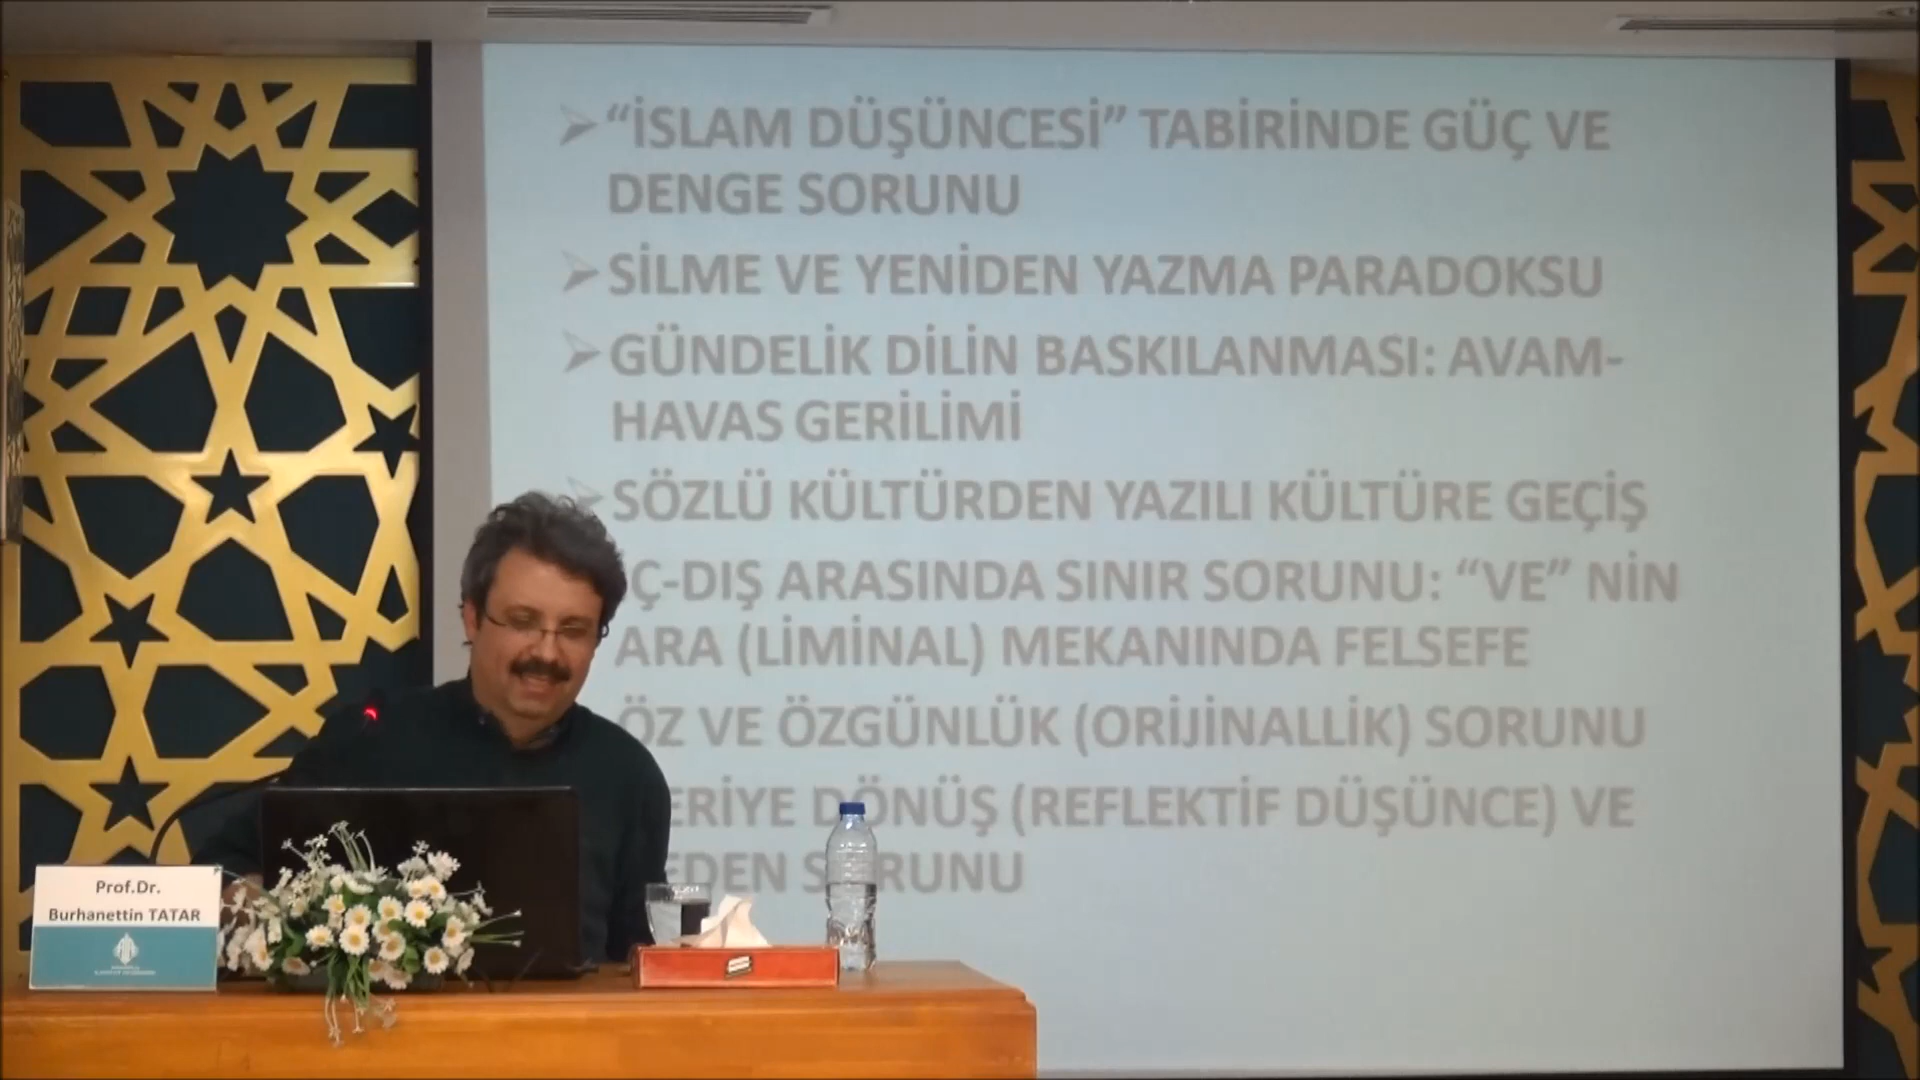 “İSLAM DÜŞÜNCESİ” TABİRİNDE GÜÇ VE
DENGE SORUNU
SİLME VE YENİDEN YAZMA PARADOKSU
GÜNDELİK DİLİN BASKILANMASI: AVAM-
HAVAS GERİLİMİ
SÖZLÜ KÜLTÜRDEN YAZILI KÜLTÜRE GEÇİŞ
Ç-DIŞ ARASINDA SINIR SORUNU: “VE” NİN
ARA (LİMİNAL) MEKANINDA FELSEFE
ÖZ VE ÖZGÜNLÜK (ORİJİNALLİK) SORUNU
ERİYE DÖNÜŞ (REFLEKTİF DÜŞÜNCE) VE
EDEN SORUNU
Prof.Dr.
Burhanettin TATAR